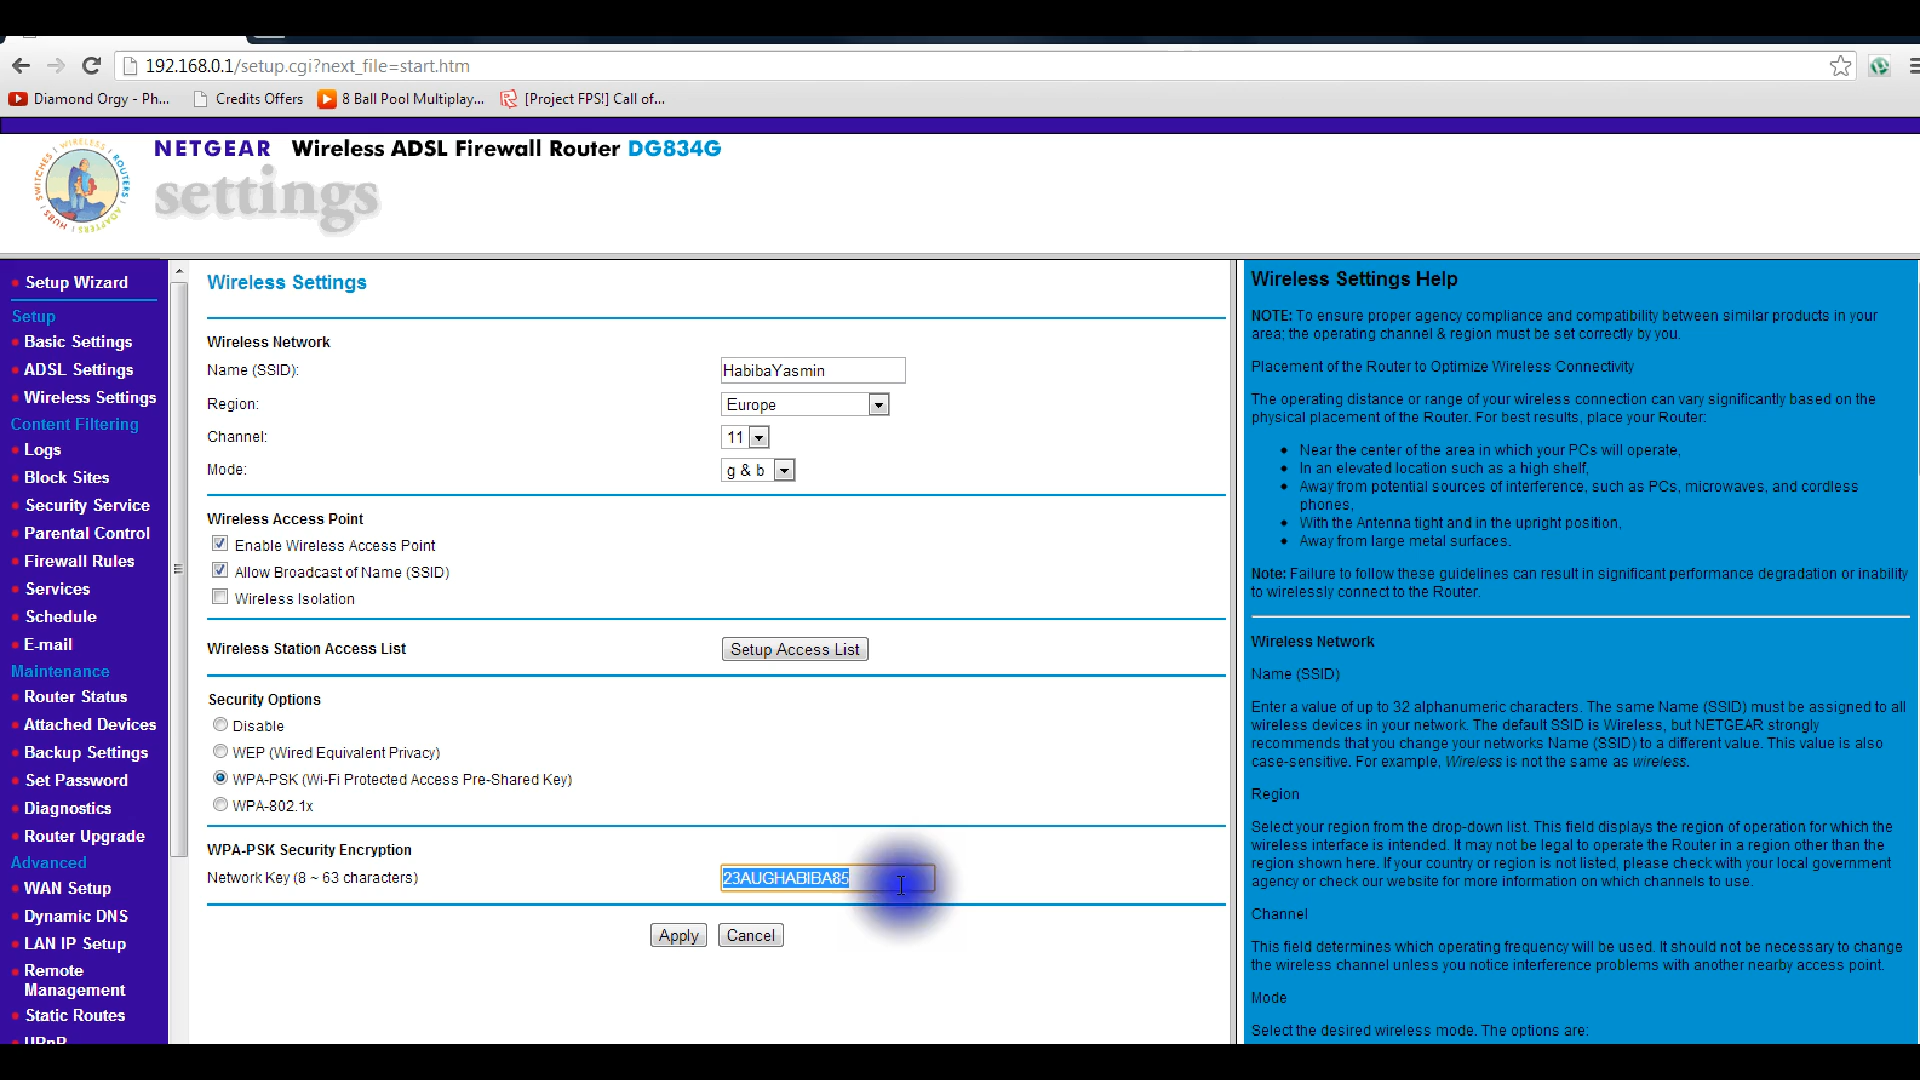 192.168.0.1/setup.cgi?next_file=start.htm
Diamond Orgy - Ph...
Credits Offers
8 Ball Pool Multiplay...
[Project FPS!] Call of...
SWITCHES | WIRELESS | ROUTERS | ADAPTERS | HUBS
NETGEAR Wireless ADSL Firewall Router DG834G
settings
Setup Wizard
Setup
Basic Settings
ADSL Settings
Wireless Settings
Content Filtering
Logs
Block Sites
Security Service
Parental Control
Firewall Rules
Services
Schedule
E-mail
Maintenance
Router Status
Attached Devices
Backup Settings
Set Password
Diagnostics
Router Upgrade
Advanced
WAN Setup
Dynamic DNS
LAN IP Setup
Remote
Management
Static Routes
UPnP
Wireless Settings
Wireless Network
Name (SSID):
HabibaYasmin
Region:
Europe
Channel:
11
Mode:
g & b
Wireless Access Point
Enable Wireless Access Point
Allow Broadcast of Name (SSID)
Wireless Isolation
Wireless Station Access List
Setup Access List
Security Options
Disable
WEP (Wired Equivalent Privacy)
WPA-PSK (Wi-Fi Protected Access Pre-Shared Key)
WPA-802.1x
WPA-PSK Security Encryption
Network Key (8 ~ 63 characters)
23AUGHABIBA85
Apply
Cancel
Wireless Settings Help
NOTE: To ensure proper agency compliance and compatibility between similar products in your
area; the operating channel & region must be set correctly by you.
Placement of the Router to Optimize Wireless Connectivity
The operating distance or range of your wireless connection can vary significantly based on the
physical placement of the Router. For best results, place your Router:
Near the center of the area in which your PCs will operate,
In an elevated location such as a high shelf,
Away from potential sources of interference, such as PCs, microwaves, and cordless
phones,
With the Antenna tight and in the upright position,
Away from large metal surfaces.
Note: Failure to follow these guidelines can result in significant performance degradation or inability
to wirelessly connect to the Router.
Wireless Network
Name (SSID)
Enter a value of up to 32 alphanumeric characters. The same Name (SSID) must be assigned to all
wireless devices in your network. The default SSID is Wireless, but NETGEAR strongly
recommends that you change your networks Name (SSID) to a different value. This value is also
case-sensitive. For example, Wireless is not the same as wireless.
Region
Select your region from the drop-down list. This field displays the region of operation for which the
wireless interface is intended. It may not be legal to operate the Router in a region other than the
region shown here. If your country or region is not listed, please check with your local government
agency or check our website for more information on which channels to use.
Channel
This field determines which operating frequency will be used. It should not be necessary to change
the wireless channel unless you notice interference problems with another nearby access point.
Mode
Select the desired wireless mode. The options are: